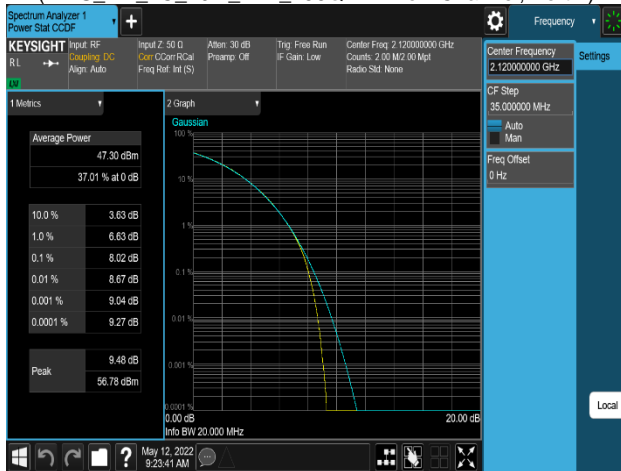 Spectrum Analyzer 1
Power Stat CCDF
+
Frequency
KEYSIGHT
RL
Input: RF
Coupling: DC
Align: Auto
Input Z: 50 Ω
Corr CCorr RCal
Freq Ref: Int (S)
Atten: 30 dB
Preamp: Off
Trig: Free Run
IF Gain: Low
Center Freq: 2.120000000 GHz
Counts: 2.00 M/2.00 Mpt
Radio Std: None
Center Frequency
2.120000000 GHz
Settings
CF Step
35.000000 MHz
Auto
Man
Freq Offset
0 Hz
1 Metrics
2 Graph
Gaussian
Average Power
47.30 dBm
37.01 % at 0 dB
10.0 % 3.63 dB
1.0 % 6.63 dB
0.1 % 8.02 dB
0.01 % 8.67 dB
0.001 % 9.04 dB
0.0001 % 9.27 dB
Peak
9.48 dB
56.78 dBm
100 %
10 %
1 %
0.1 %
0.01 %
0.001 %
0.0001 %
0.00 dB
20.00 dB
Info BW 20.000 MHz
Local
?
May 12, 2022
9:23:41 AM